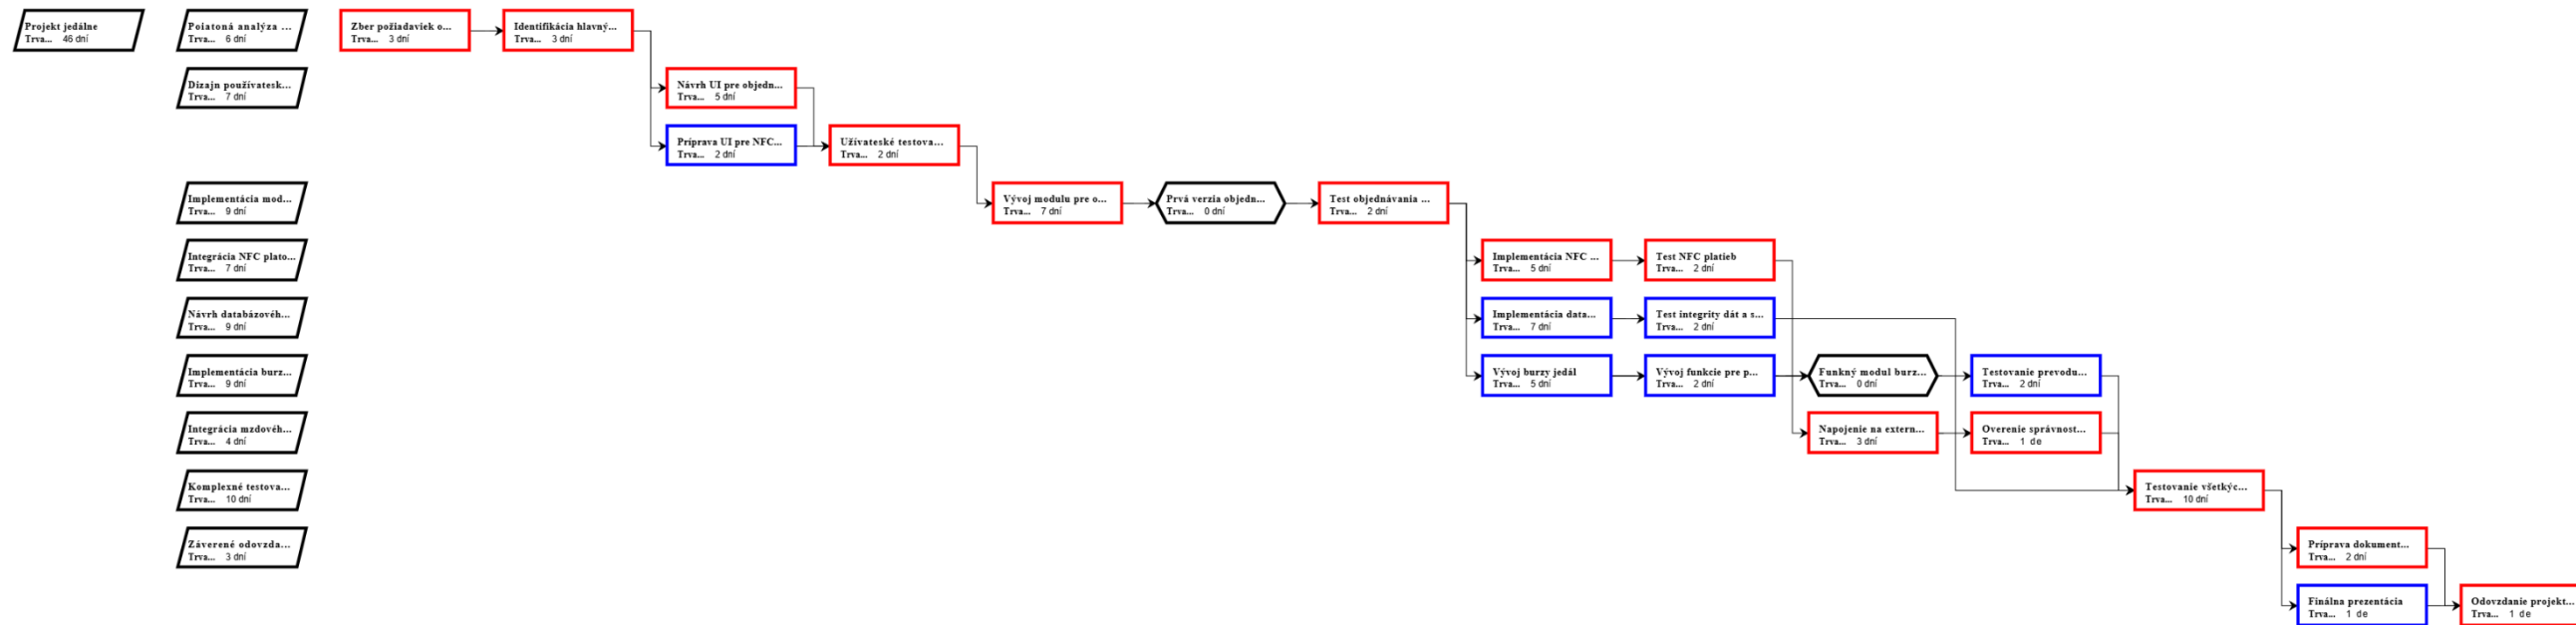 Projekt jedálne
Trva... 46 dní
Poiatoná analýza ...
Trva... 6 dní
Zber požiadaviek o...
Trva... 3 dní
Identifikácia hlavný...
Trva... 3 dní
Dizajn používatesk...
Trva... 7 dní
Návrh UI pre objedn...
Trva... 5 dní
Príprava UI pre NFC...
Trva... 2 dní
Užívateské testova...
Trva... 2 dní
Implementácia mod...
Trva... 9 dní
Vývoj modulu pre o...
Trva... 7 dní
Prvá verzia objedn...
Trva... 0 dní
Test objednávania ...
Trva... 2 dní
Integrácia NFC plato...
Trva... 7 dní
Implementácia NFC ...
Trva... 5 dní
Test NFC platieb
Trva... 2 dní
Návrh databázovéh...
Trva... 9 dní
Implementácia data...
Trva... 7 dní
Test integrity dát a s...
Trva... 2 dní
Implementácia burz...
Trva... 9 dní
Vývoj burzy jedál
Trva... 5 dní
Vývoj funkcie pre p...
Trva... 2 dní
Funkný modul burz...
Trva... 0 dní
Testovanie prevodu...
Trva... 2 dní
Integrácia mzdovéh...
Trva... 4 dní
Napojenie na extern...
Trva... 3 dní
Overenie správnost...
Trva... 1 de
Komplexné testova...
Trva... 10 dní
Testovanie všetkýc...
Trva... 10 dní
Záverené odovzda...
Trva... 3 dní
Príprava dokument...
Trva... 2 dní
Finálna prezentácia
Trva... 1 de
Odovzdanie projekt...
Trva... 1 de